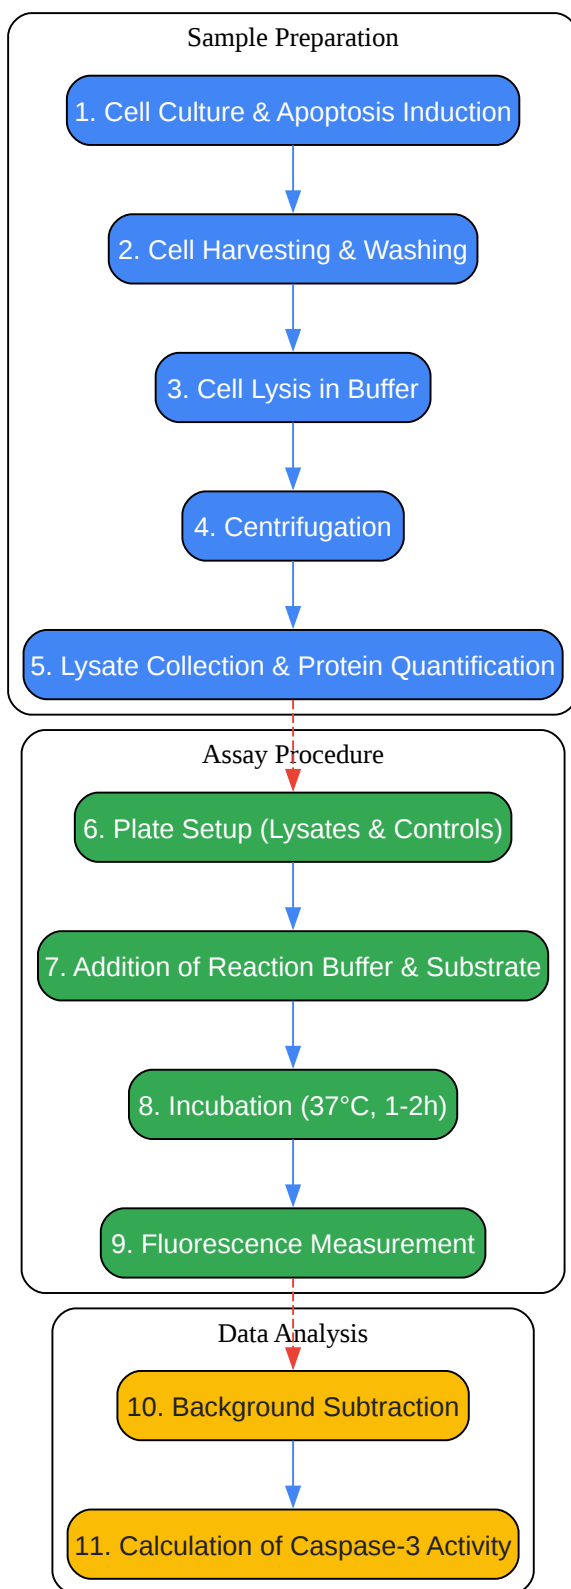 Sample Preparation
1. Cell Culture & Apoptosis Induction
2. Cell Harvesting & Washing
3. Cell Lysis in Buffer
4. Centrifugation
5. Lysate Collection & Protein Quantification
Assay Procedure
6. Plate Setup (Lysates & Controls)
7. Addition of Reaction Buffer & Substrate
8. Incubation (37°C, 1-2h)
9. Fluorescence Measurement
Data Analysis
10. Background Subtraction
11. Calculation of Caspase-3 Activity